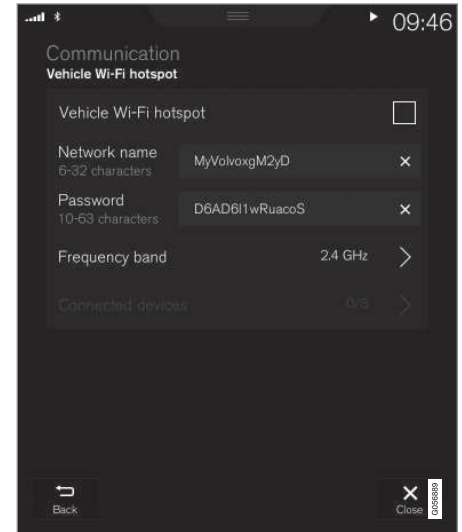 09:46
Communication
Vehicle Wi-Fi hotspot
Vehicle Wi-Fi hotspot
Network name
6-32 characters
MyVolvoxgM2yD
Password
10-63 characters
D6AD6I1wRuacoS
Frequency band
2.4 GHz
Connected devices
0/8
Back
Close
G056889